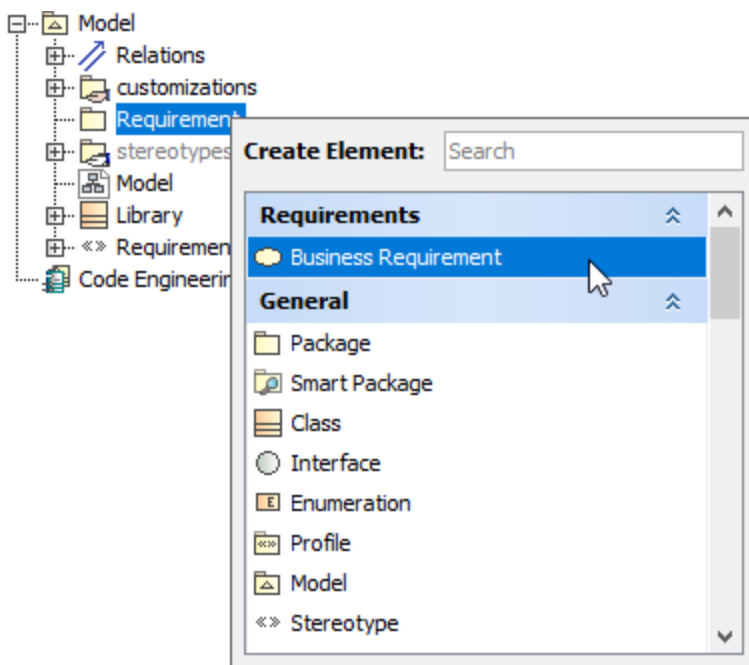 Model
Relations
customizations
Requirement
stereotypes
Model
Library
Requiremen
Code Engineerin
Create Element:
Search
Requirements
Business Requirement
General
Package
Smart Package
Class
Interface
E Enumeration
«» Profile
Model
«» Stereotype